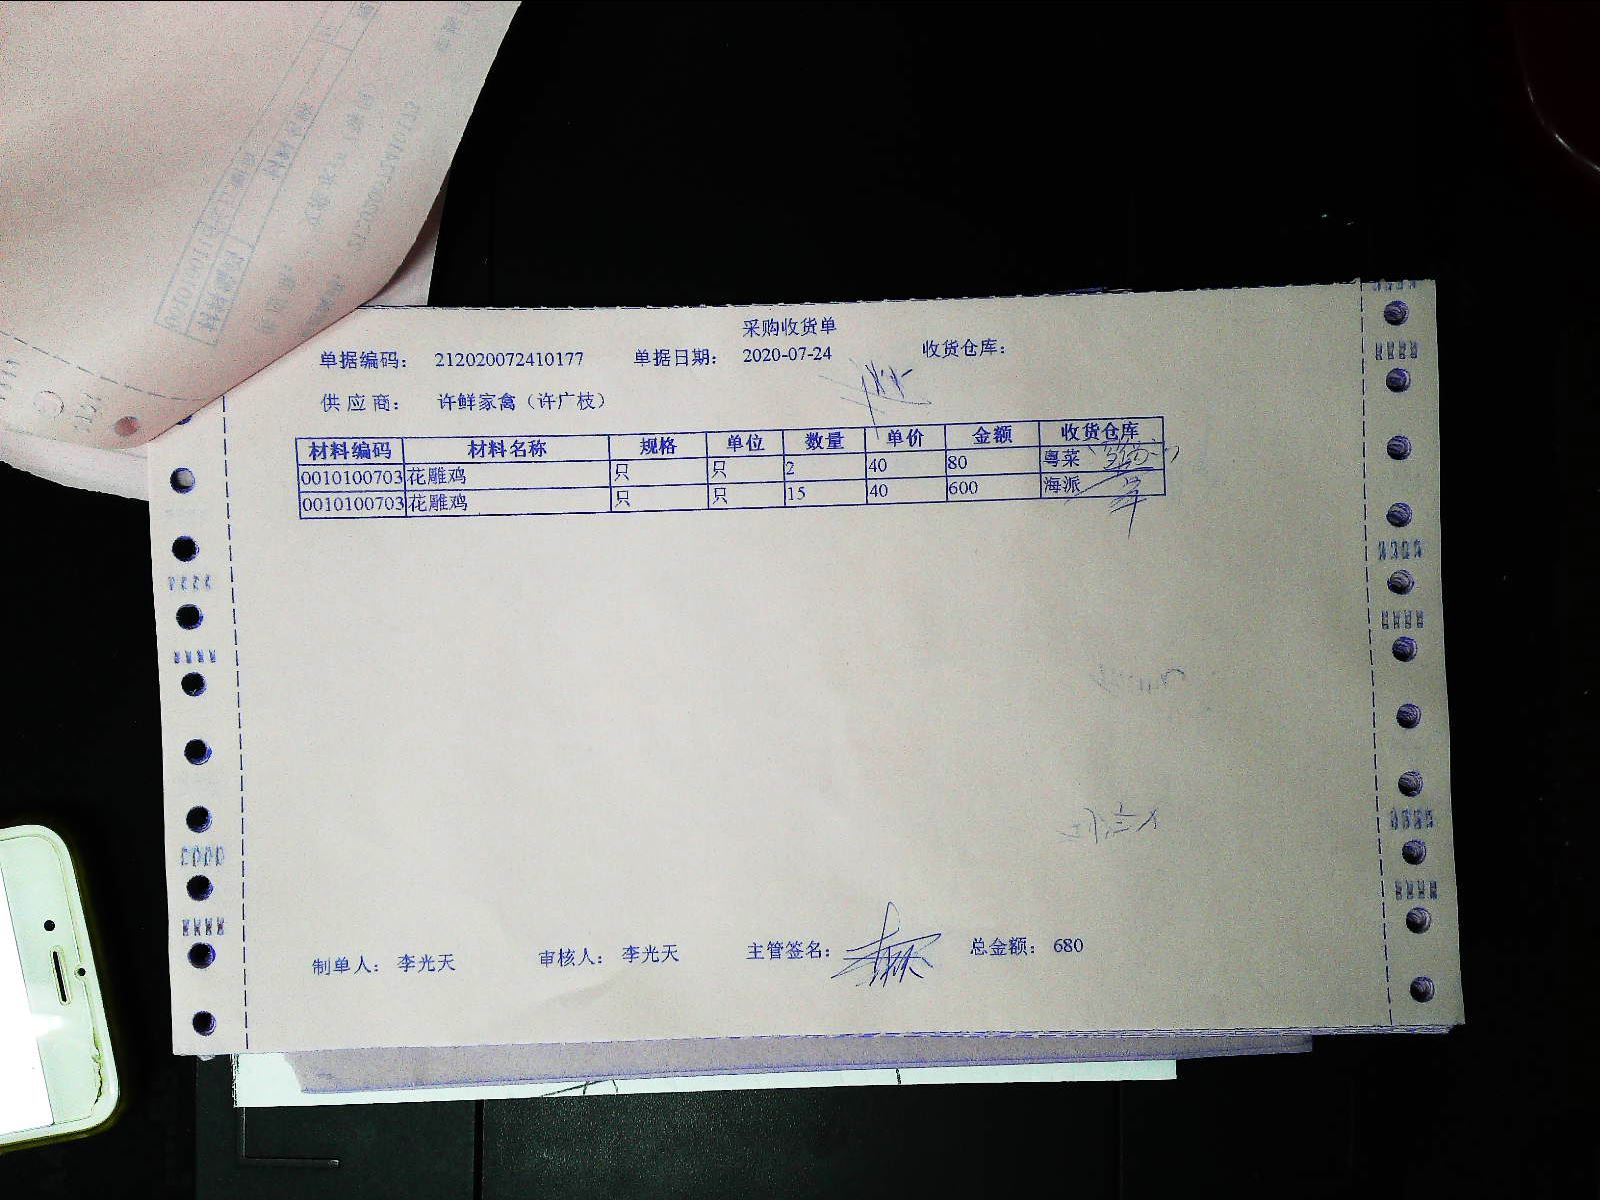 采购收货单
单据编码： 212020072410177 单据日期： 2020-07-24 收货仓库：
供 应 商： 许鲜家禽（许广枝）
材料编码 材料名称 规格 单位 数量 单价 金额 收货仓库
0010100703 花雕鸡 只 只 2 40 80 粤菜
0010100703 花雕鸡 只 只 15 40 600 海派
制单人： 李光天 审核人： 李光天 主管签名： 总金额： 680